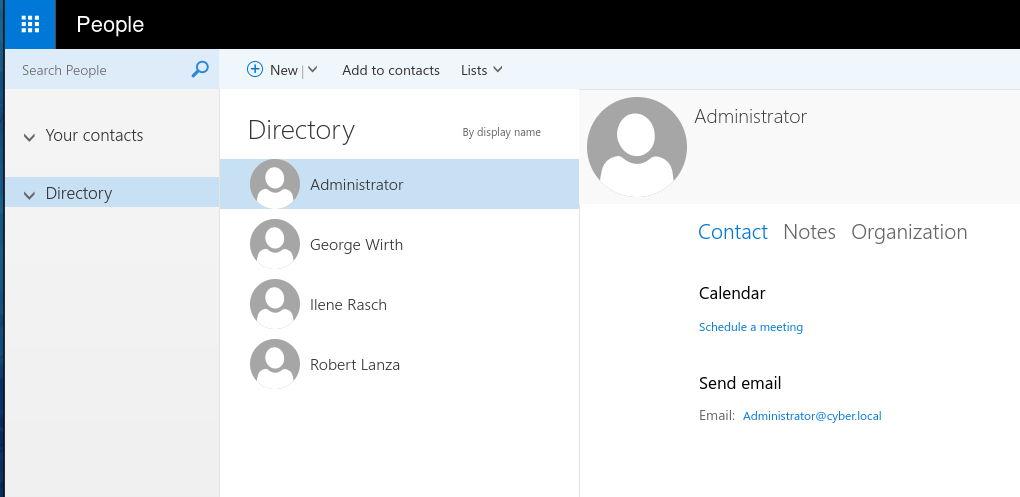 People
Search People
New | Add to contacts Lists
Your contacts
Directory
Directory By display name
Administrator
George Wirth
Ilene Rasch
Robert Lanza
Administrator
Contact Notes Organization
Calendar
Schedule a meeting
Send email
Email: Administrator@cyber.local